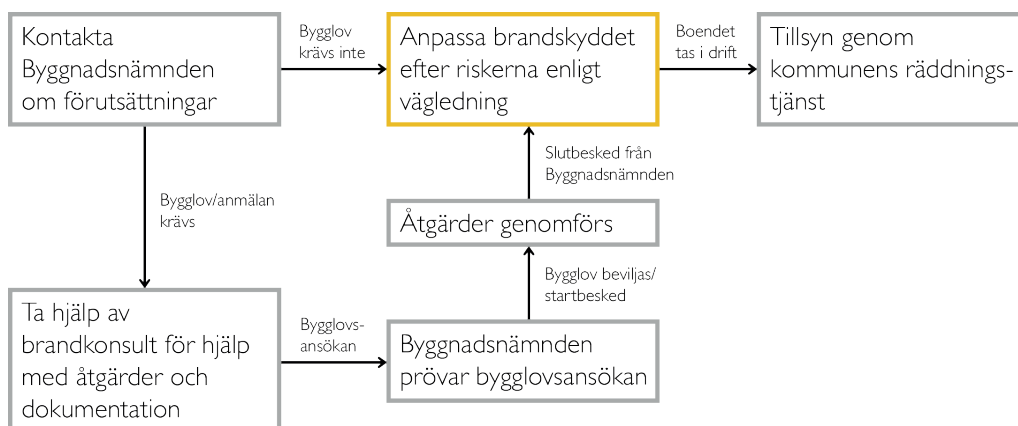 Kontakta
Byggnadsnämnden
om förutsättningar
Bygglov
krävs inte
Anpassa brandskyddet
efter riskerna enligt
vägledning
Boendet
tas i drift
Tillsyn genom
kommunens räddnings-
tjänst
Slutbesked från
Byggnadsnämnden
Bygglov/anmälan
krävs
Åtgärder genomförs
Bygglov beviljas/
startbesked
Ta hjälp av
brandkonsult för hjälp
med åtgärder och
dokumentation
Bygglovs-
ansökan
Byggnadsnämnden
prövar bygglovsansökan